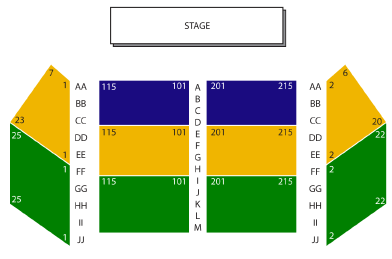 STAGE
7 6
1 AA 115 101 A 201 215 AA 2
BB B BB
C
23 CC CC 20
D
25 DD 115 101 E 201 215 DD 22
F
1 EE G EE 2
1 FF H FF 2
115 101 I 201 215
GG J GG
25 HH K HH 22
L
II M II
1 JJ JJ 2